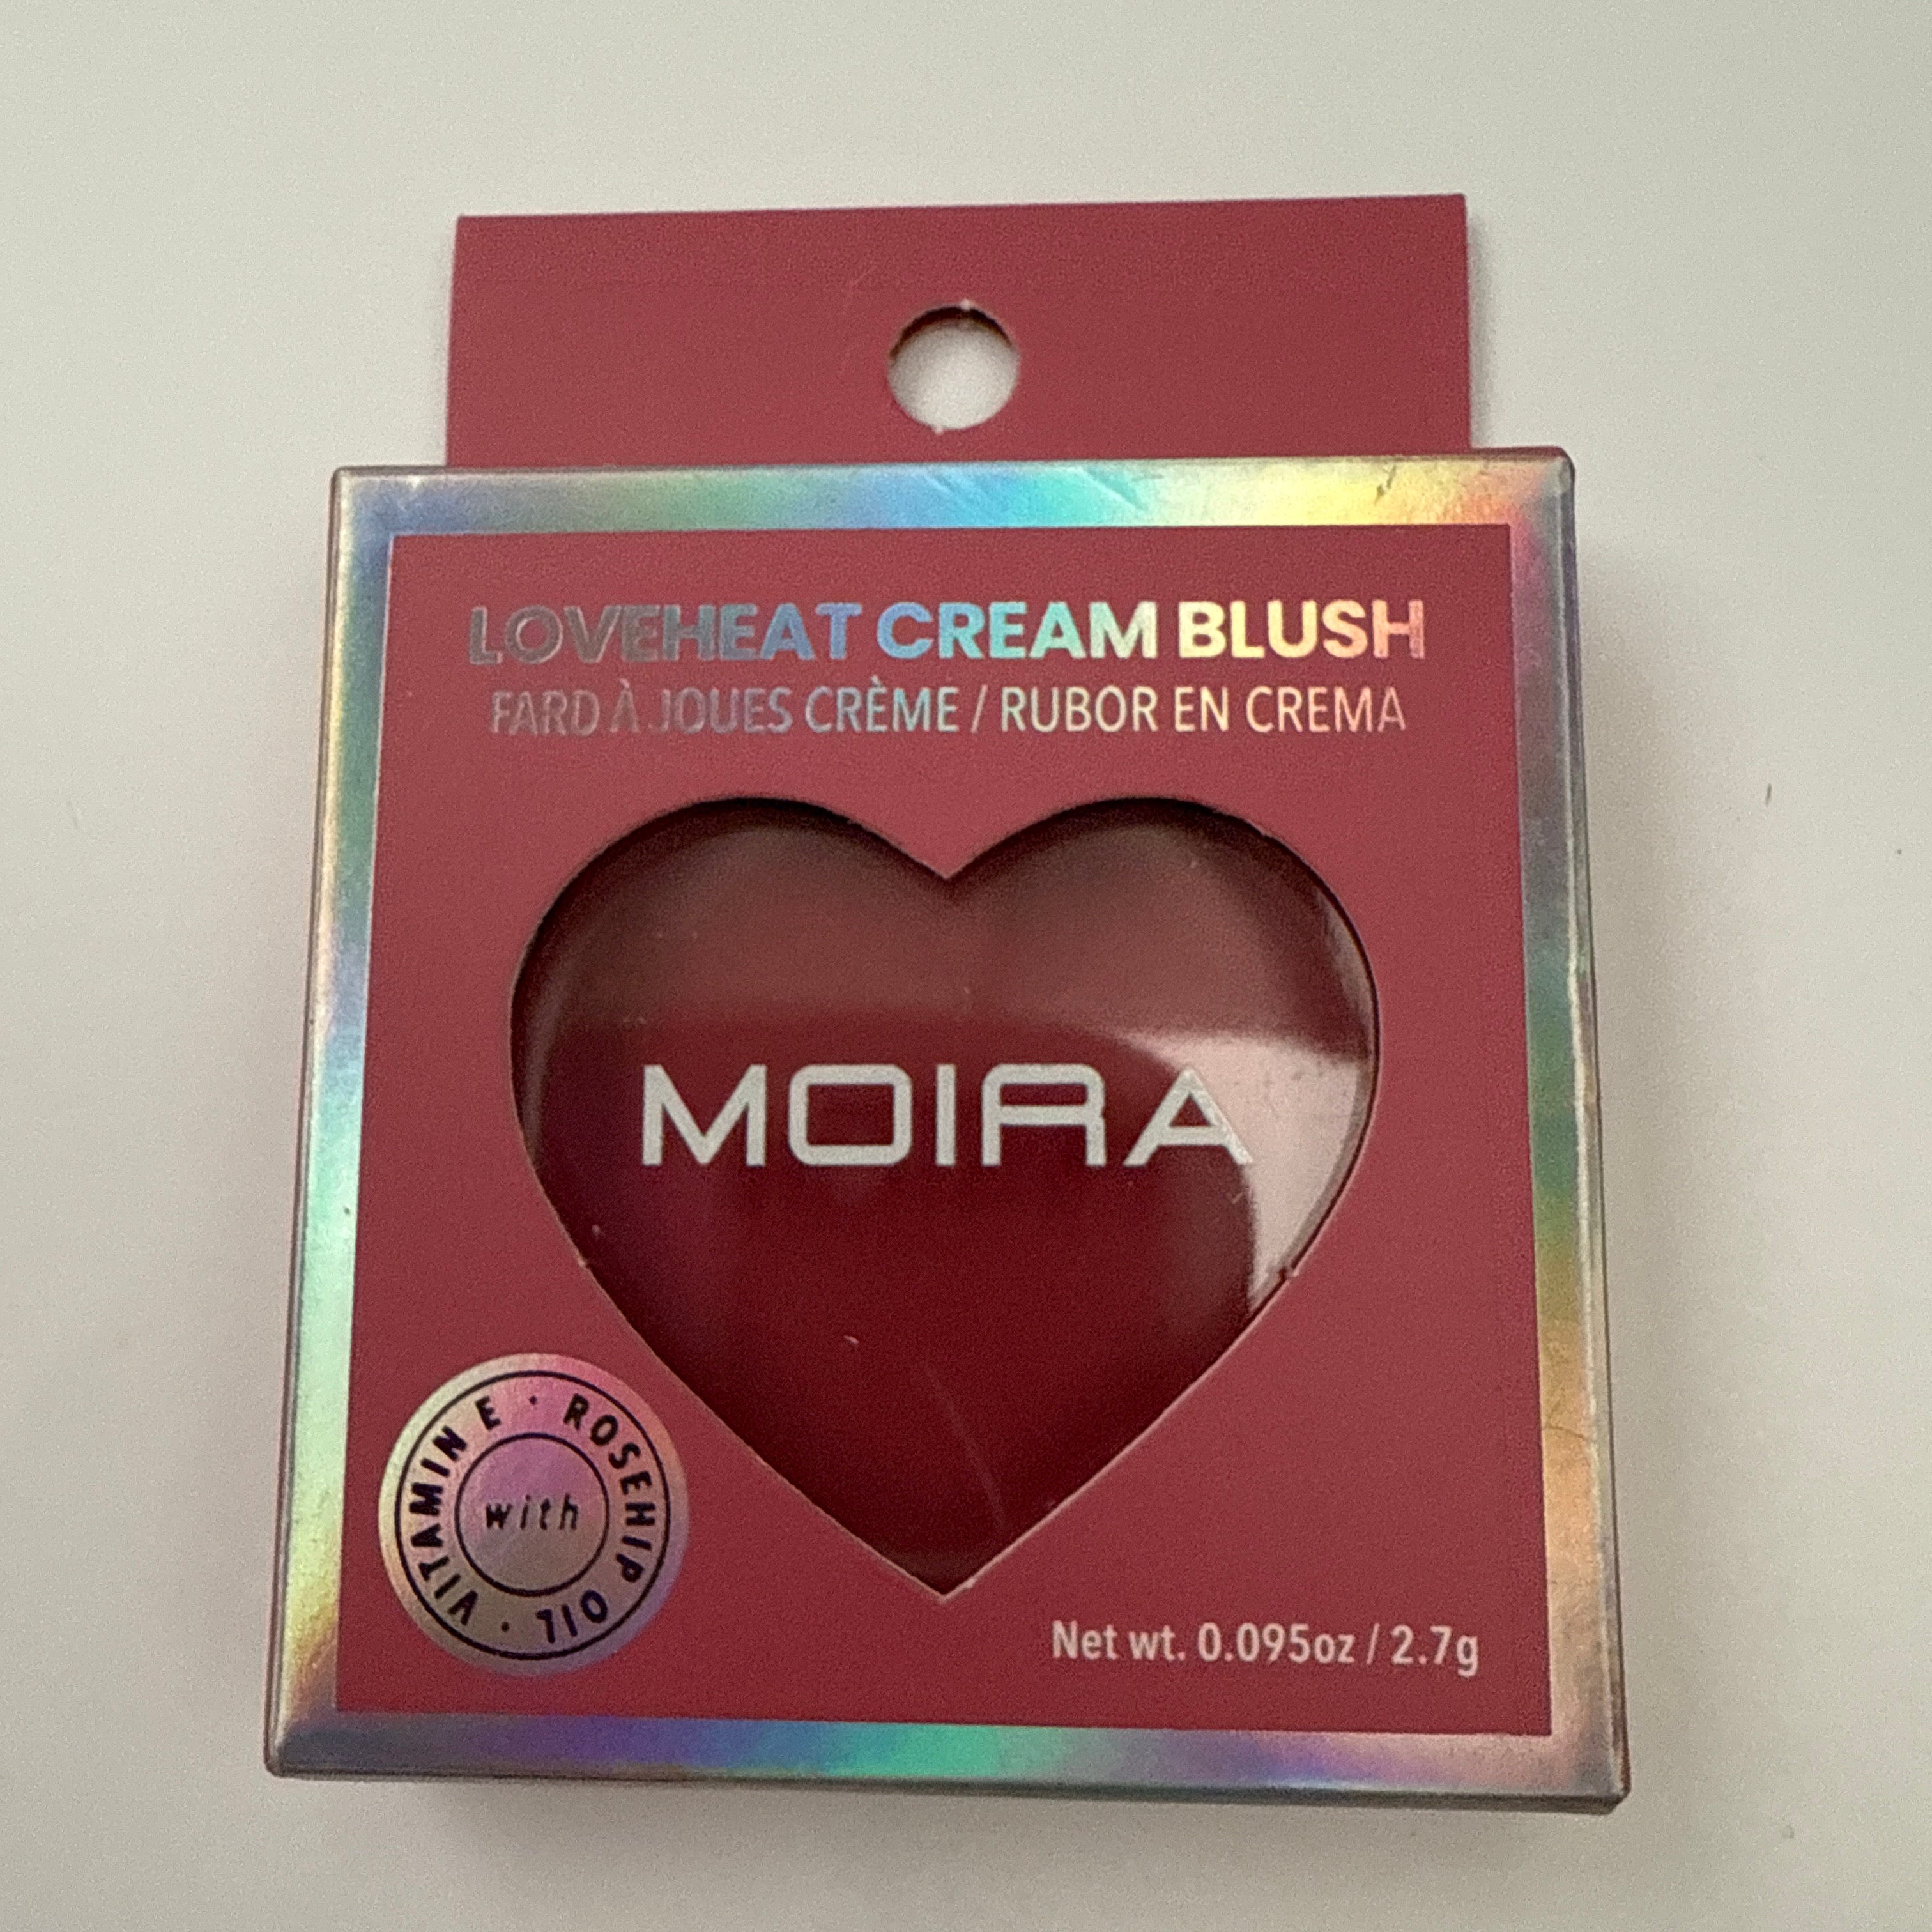 LOVEHEAT CREAM BLUSH
FARD À JOUES CRÈME / RUBOR EN CREMA
MOIRA
VITAMIN E · ROSEHIP OIL ·
with
Net wt. 0.095oz / 2.7g